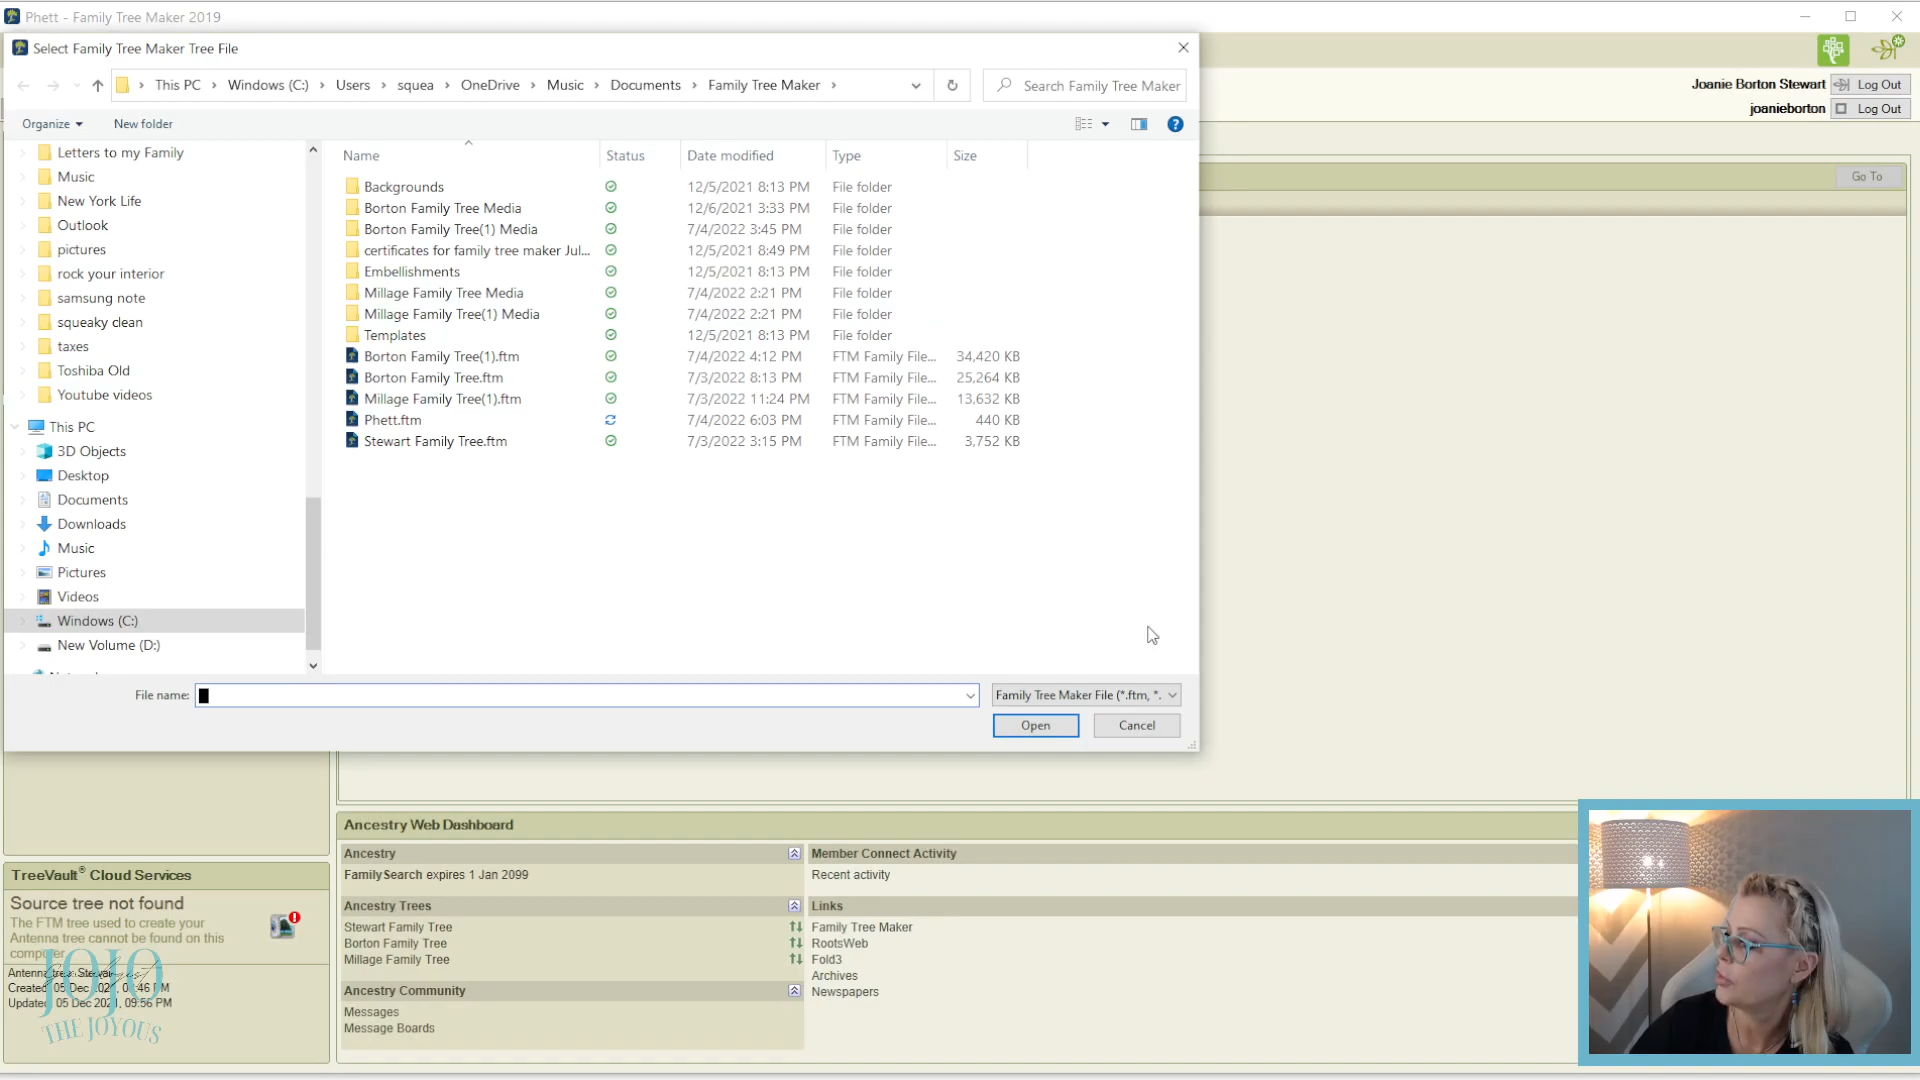 Phett - Family Tree Maker 2019
Select Family Tree Maker Tree File
This PC > Windows (C:) > Users > squea > OneDrive > Music > Documents > Family Tree Maker >
Search Family Tree Maker
Organize
New folder
Joanie Borton Stewart
Log Out
joanieborton
Log Out
Go To
Letters to my Family
Music
New York Life
Outlook
pictures
rock your interior
samsung note
squeaky clean
taxes
Toshiba Old
Youtube videos
This PC
3D Objects
Desktop
Documents
Downloads
Music
Pictures
Videos
Windows (C:)
New Volume (D:)
Name Status Date modified Type Size
Backgrounds 12/5/2021 8:13 PM File folder
Borton Family Tree Media 12/6/2021 3:33 PM File folder
Borton Family Tree(1) Media 7/4/2022 3:45 PM File folder
certificates for family tree maker Jul... 12/5/2021 8:49 PM File folder
Embellishments 12/5/2021 8:13 PM File folder
Millage Family Tree Media 7/4/2022 2:21 PM File folder
Millage Family Tree(1) Media 7/4/2022 2:21 PM File folder
Templates 12/5/2021 8:13 PM File folder
Borton Family Tree(1).ftm 7/4/2022 4:12 PM FTM Family File... 34,420 KB
Borton Family Tree.ftm 7/3/2022 8:13 PM FTM Family File... 25,264 KB
Millage Family Tree(1).ftm 7/3/2022 11:24 PM FTM Family File... 13,632 KB
Phett.ftm 7/4/2022 6:03 PM FTM Family File... 440 KB
Stewart Family Tree.ftm 7/3/2022 3:15 PM FTM Family File... 3,752 KB
File name:
Family Tree Maker File (*.ftm, *.
Open
Cancel
TreeVault® Cloud Services
Source tree not found
The FTM tree used to create your
Antenna tree cannot be found on this
computer
Antenna tree: Stewar
Created: 05 Dec
Updated: 05 Dec 2021, 09:56 PM
JOJO
THE JOYOUS
Ancestry Web Dashboard
Ancestry
FamilySearch expires 1 Jan 2099
Ancestry Trees
Stewart Family Tree
Borton Family Tree
Millage Family Tree
Ancestry Community
Messages
Message Boards
Member Connect Activity
Recent activity
Links
Family Tree Maker
RootsWeb
Fold3
Archives
Newspapers